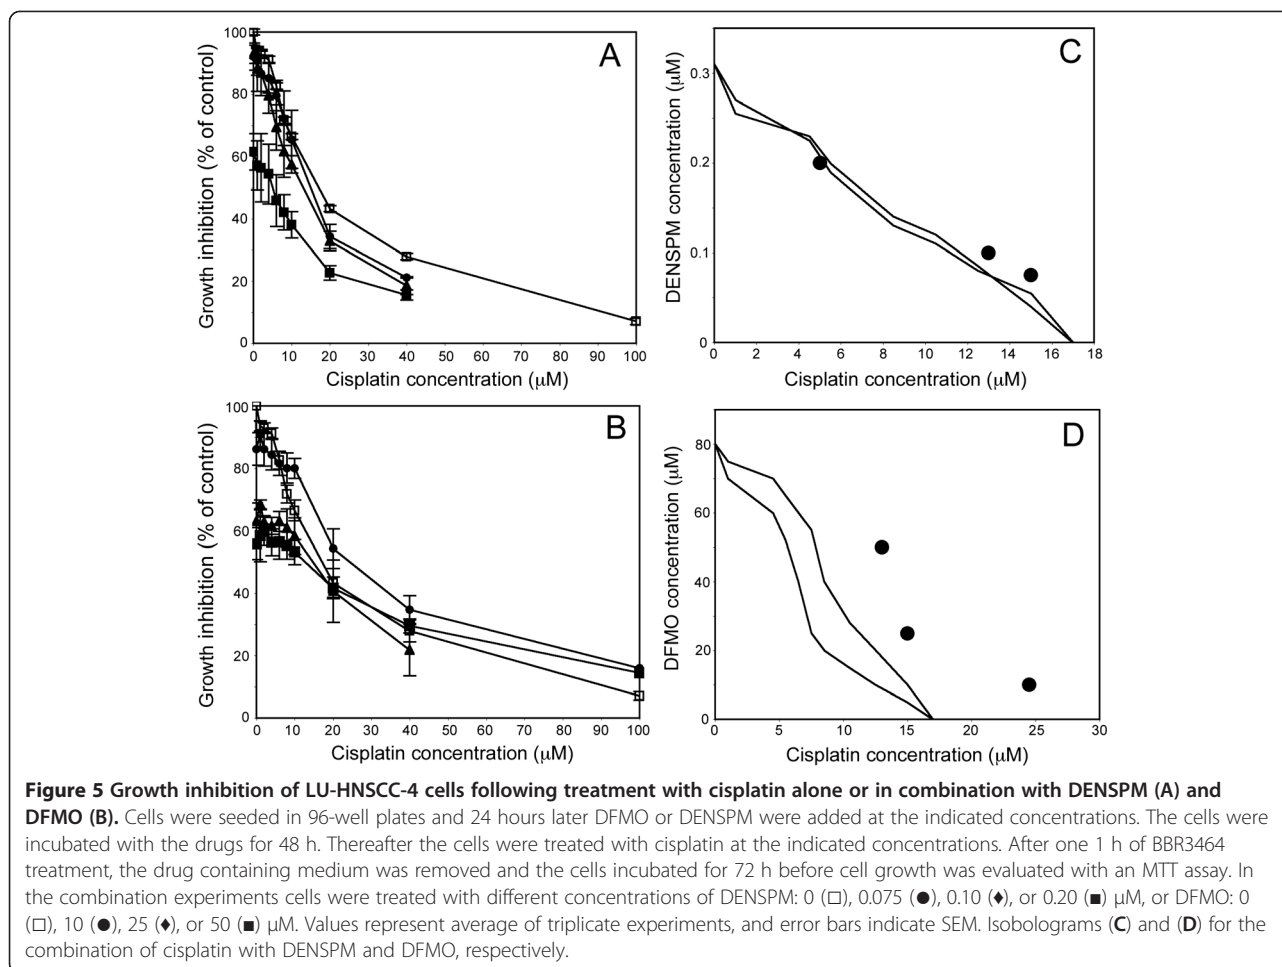 A
Growth inhibition (% of control)
100
80
60
40
20
0
0 10 20 30 40 50 60 70 80 90 100
Cisplatin concentration (µM)
C
DENSPM concentration (µM)
0.3
0.2
0.1
0
0 2 4 6 8 10 12 14 16 18
Cisplatin concentration (µM)
B
Growth inhibition (% of control)
100
80
60
40
20
0
0 10 20 30 40 50 60 70 80 90 100
Cisplatin concentration (µM)
D
DFMO concentration (µM)
80
60
40
20
0
0 5 10 15 20 25 30
Cisplatin concentration (µM)
Figure 5 Growth inhibition of LU-HNSCC-4 cells following treatment with cisplatin alone or in combination with DENSPM (A) and
DFMO (B). Cells were seeded in 96-well plates and 24 hours later DFMO or DENSPM were added at the indicated concentrations. The cells were
incubated with the drugs for 48 h. Thereafter the cells were treated with cisplatin at the indicated concentrations. After one 1 h of BBR3464
treatment, the drug containing medium was removed and the cells incubated for 72 h before cell growth was evaluated with an MTT assay. In
the combination experiments cells were treated with different concentrations of DENSPM: 0 (□), 0.075 (●), 0.10 (♦), or 0.20 (■) µM, or DFMO: 0
(□), 10 (●), 25 (♦), or 50 (■) µM. Values represent average of triplicate experiments, and error bars indicate SEM. Isobolograms (C) and (D) for the
combination of cisplatin with DENSPM and DFMO, respectively.